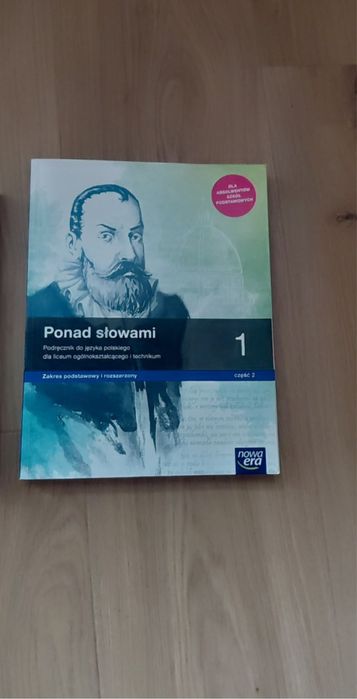 DLA
ABSOLWENTÓW
SZKÓŁ
PODSTAWOWYCH
Ponad słowami
1
Podręcznik do języka polskiego
dla liceum ogólnokształcącego i technikum
Zakres podstawowy i rozszerzony
część 2
nowa
era